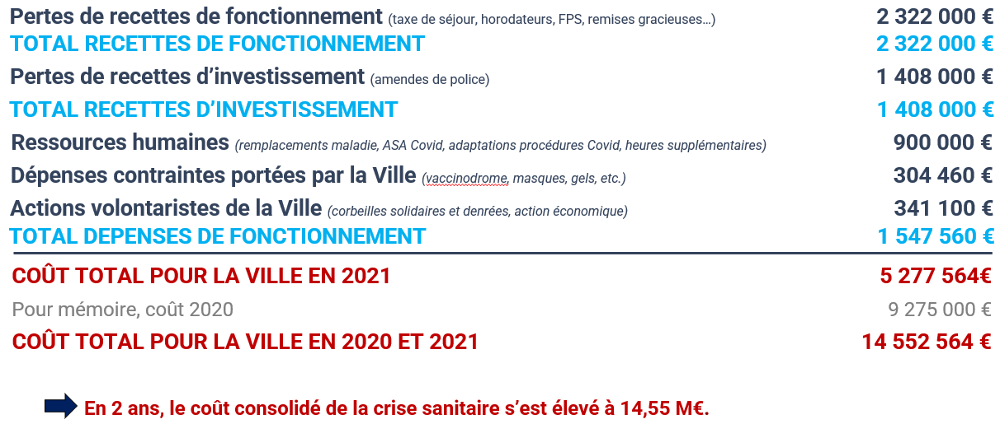 Pertes de recettes de fonctionnement (taxe de séjour, horodateurs, FPS, remises gracieuses…) 2 322 000 €
TOTAL RECETTES DE FONCTIONNEMENT 2 322 000 €
Pertes de recettes d’investissement (amendes de police) 1 408 000 €
TOTAL RECETTES D’INVESTISSEMENT 1 408 000 €
Ressources humaines (remplacements maladie, ASA Covid, adaptations procédures Covid, heures supplémentaires) 900 000 €
Dépenses contraintes portées par la Ville (vaccinodrome, masques, gels, etc.) 304 460 €
Actions volontaristes de la Ville (corbeilles solidaires et denrées, action économique) 341 100 €
TOTAL DEPENSES DE FONCTIONNEMENT 1 547 560 €
COÛT TOTAL POUR LA VILLE EN 2021 5 277 564€
Pour mémoire, coût 2020 9 275 000 €
COÛT TOTAL POUR LA VILLE EN 2020 ET 2021 14 552 564 €
En 2 ans, le coût consolidé de la crise sanitaire s’est élevé à 14,55 M€.